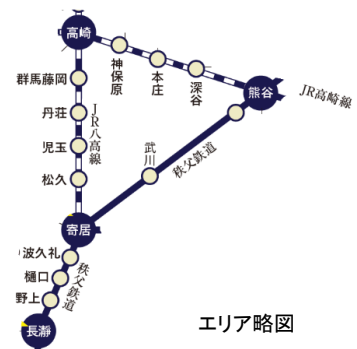 高崎
神保原
本庄
深谷
熊谷
JR高崎線
群馬藤岡
丹荘
児玉
松久
JR八高線
武川
秩父鉄道
寄居
波久礼
樋口
野上
秩父鉄道
長瀞
エリア略図